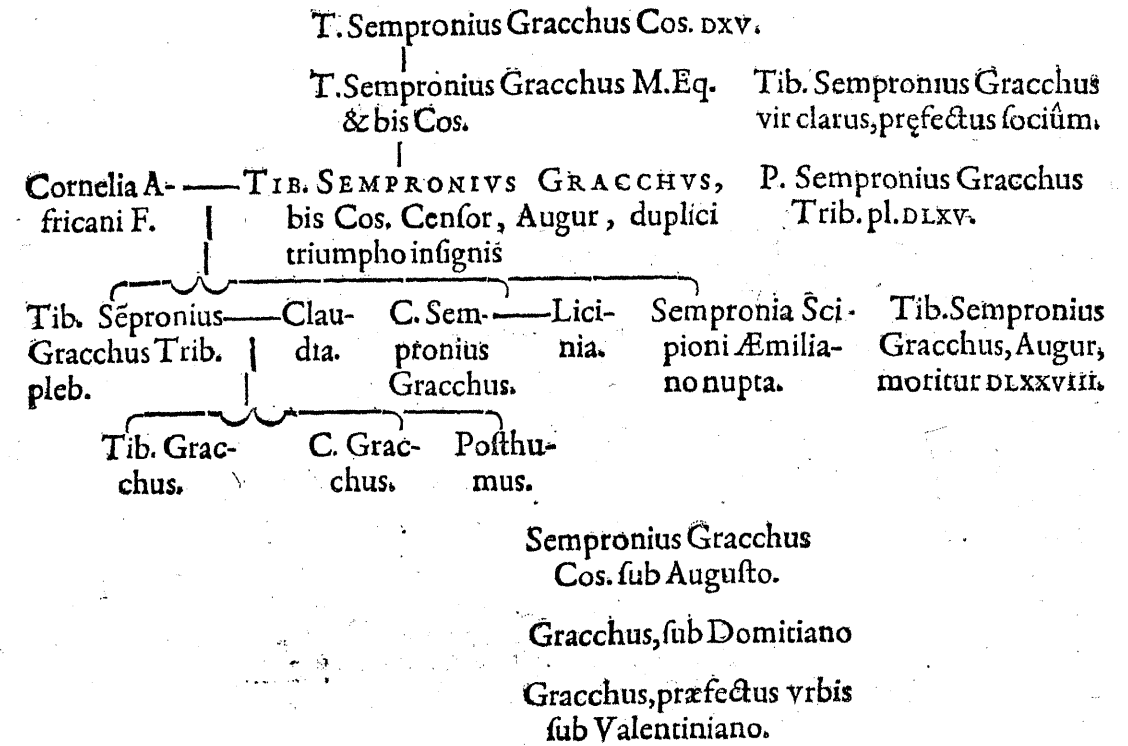 T. Sempronius Gracchus Cos. DXV.
T. Sempronius Gracchus M.Eq.
& bis Cos.
Tib. Sempronius Gracchus
vir clarus, pręfectus ſociûm.
Cornelia A-
fricani F.
TIB. SEMPRONIVS GRACCHVS,
bis Cos. Cenſor, Augur, duplici
triumpho inſignis
P. Sempronius Gracchus
Trib. pl. DLXV.
Tib. Sẽpronius
Gracchus Trib.
pleb.
Clau-
dia.
C. Sem-
pronius
Gracchus.
Lici-
nia.
Sempronia Sci-
pioni Æmilia-
no nupta.
Tib. Sempronius
Gracchus, Augur,
moritur DLXXVIII.
Tib. Grac-
chus.
C. Grac-
chus.
Poſthu-
mus.
Sempronius Gracchus
Cos. ſub Auguſto.
Gracchus, ſub Domitiano
Gracchus, præfectus vrbis
ſub Valentiniano.